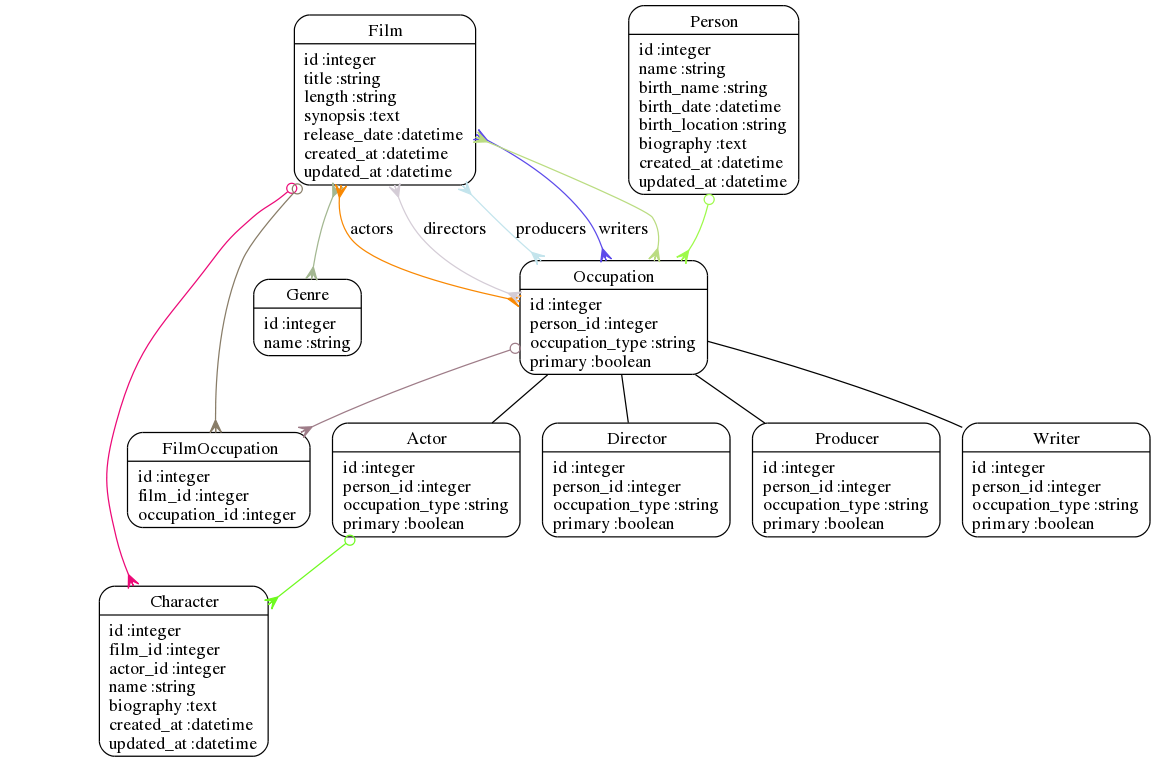 Film
id :integer
title :string
length :string
synopsis :text
release_date :datetime
created_at :datetime
updated_at :datetime
Person
id :integer
name :string
birth_name :string
birth_date :datetime
birth_location :string
biography :text
created_at :datetime
updated_at :datetime
actors
directors
producers
writers
Genre
id :integer
name :string
Occupation
id :integer
person_id :integer
occupation_type :string
primary :boolean
FilmOccupation
id :integer
film_id :integer
occupation_id :integer
Actor
id :integer
person_id :integer
occupation_type :string
primary :boolean
Director
id :integer
person_id :integer
occupation_type :string
primary :boolean
Producer
id :integer
person_id :integer
occupation_type :string
primary :boolean
Writer
id :integer
person_id :integer
occupation_type :string
primary :boolean
Character
id :integer
film_id :integer
actor_id :integer
name :string
biography :text
created_at :datetime
updated_at :datetime